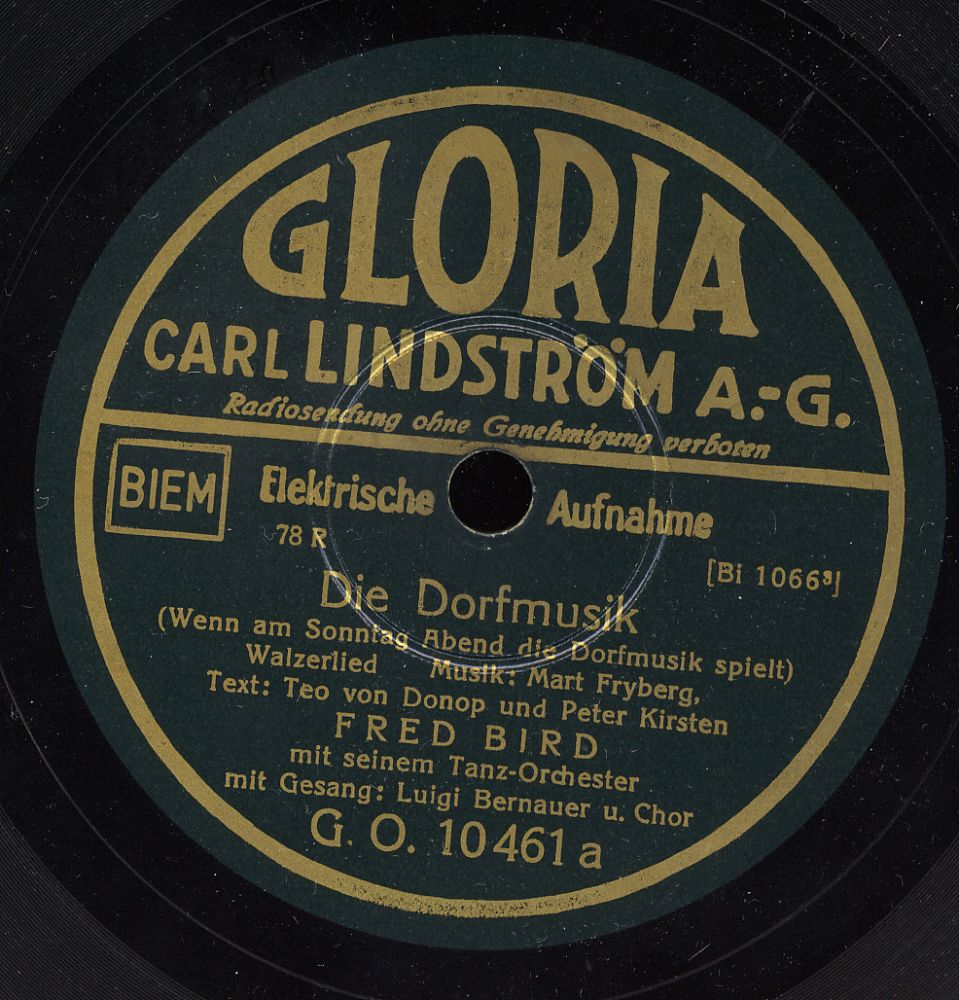 GLORIA
CARL LINDSTRÖM A.-G.
Radiosendung ohne Genehmigung verboten
BIEM Elektrische Aufnahme
78 R
[Bi 1066³]
Die Dorfmusik
(Wenn am Sonntag Abend die Dorfmusik spielt)
Walzerlied Musik: Mart Fryberg,
Text: Teo von Donop und Peter Kirsten
FRED BIRD
mit seinem Tanz-Orchester
mit Gesang: Luigi Bernauer u. Chor
G. O. 10461 a